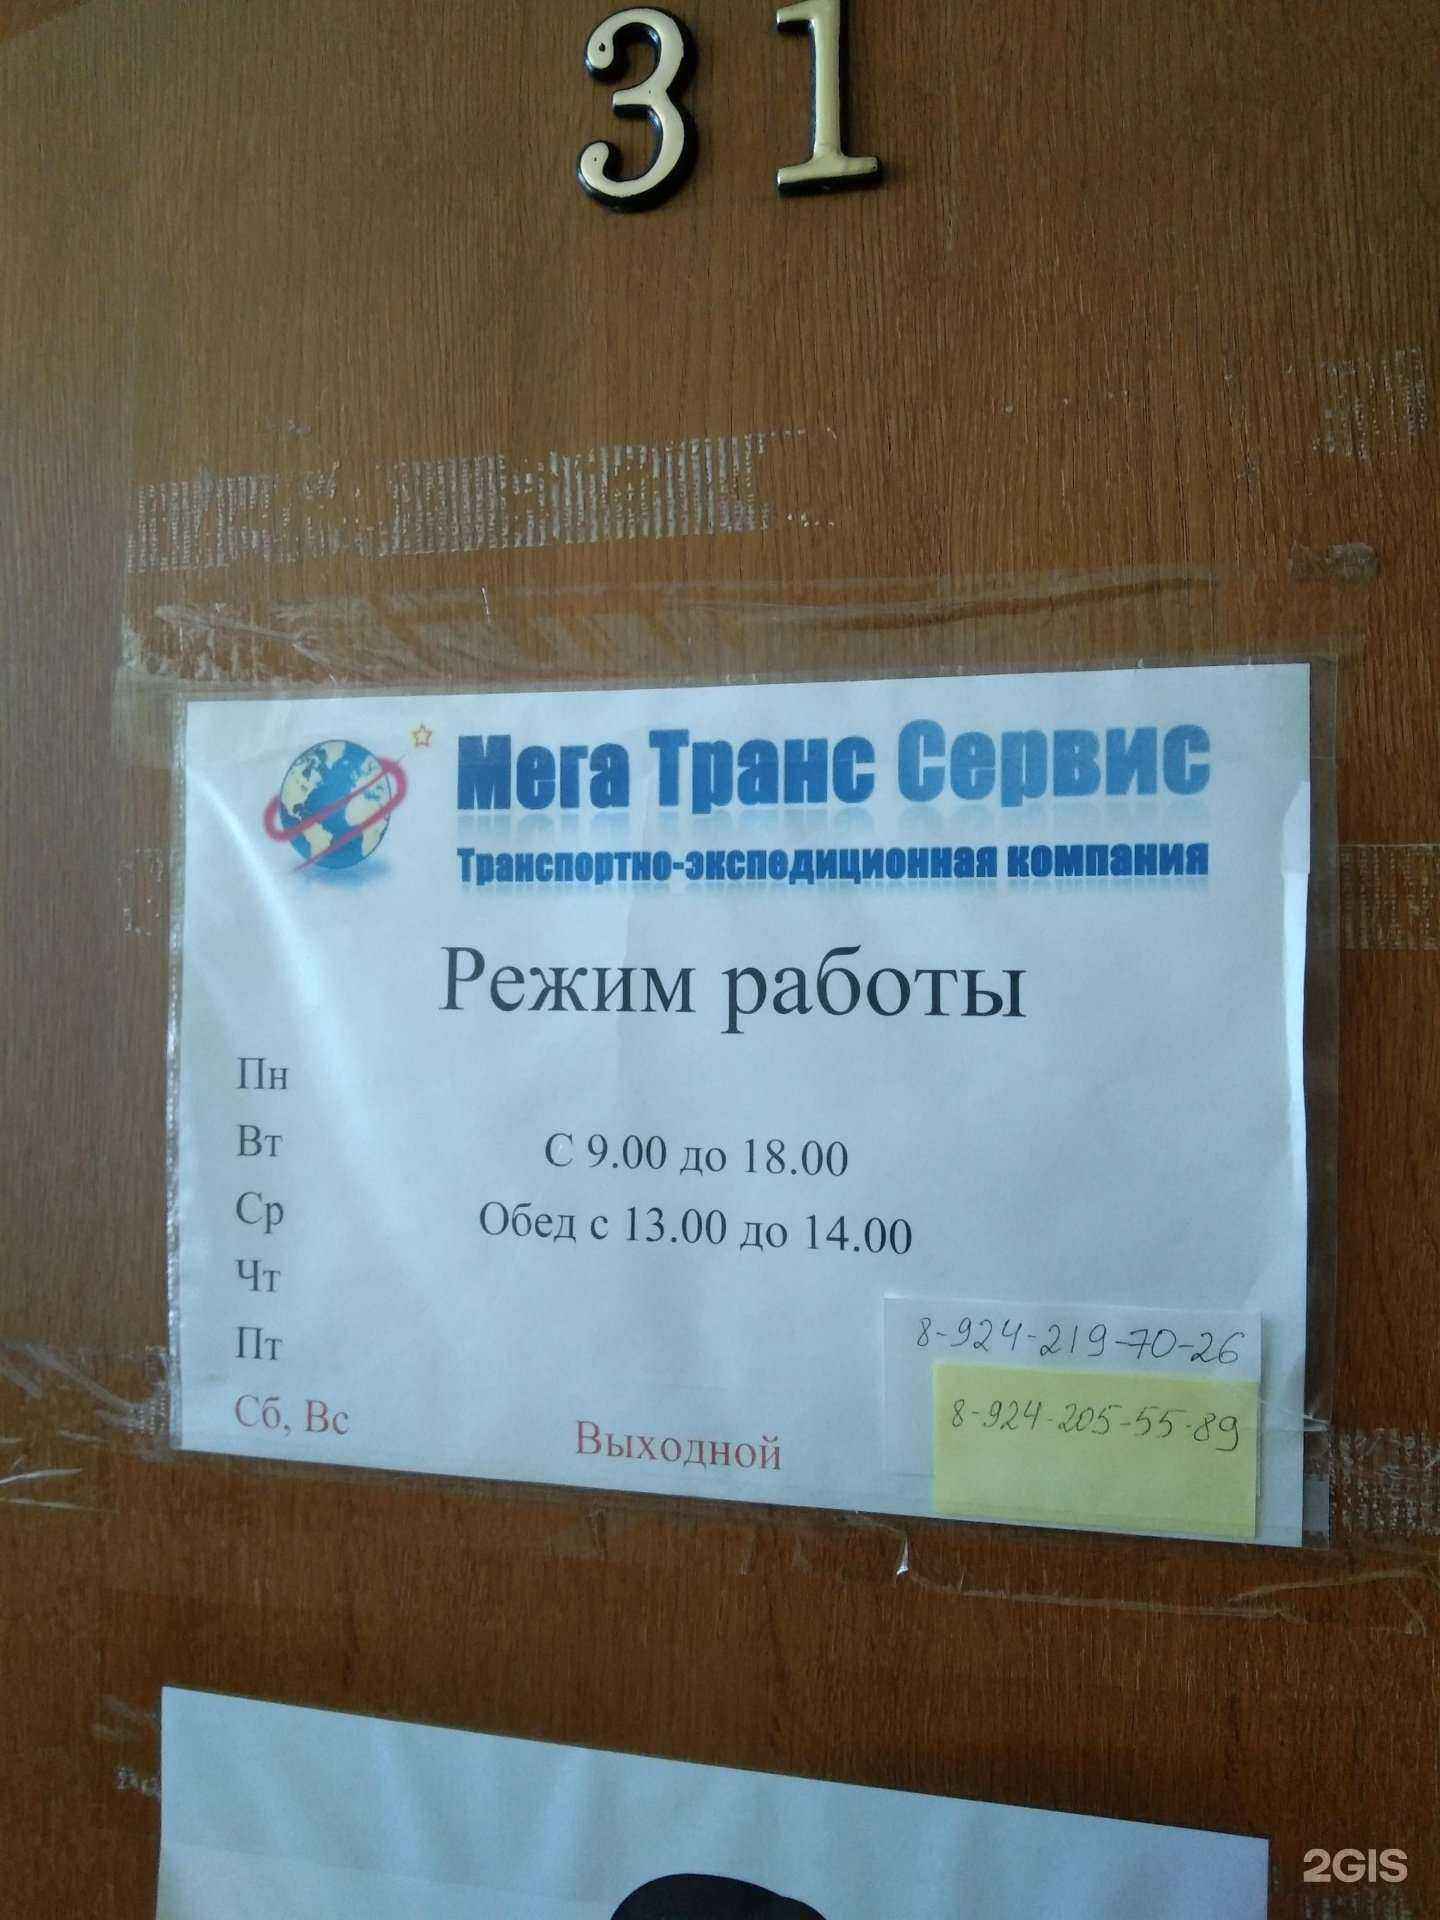 31
Мега Транс Сервис
Транспортно-экспедиционная компания
Режим работы
Пн
Вт
С 9.00 до 18.00
Ср
Обед с 13.00 до 14.00
Чт
Пт
8-924-219-70-26
Сб, Вс
Выходной
8-924-205-55-89
2GIS